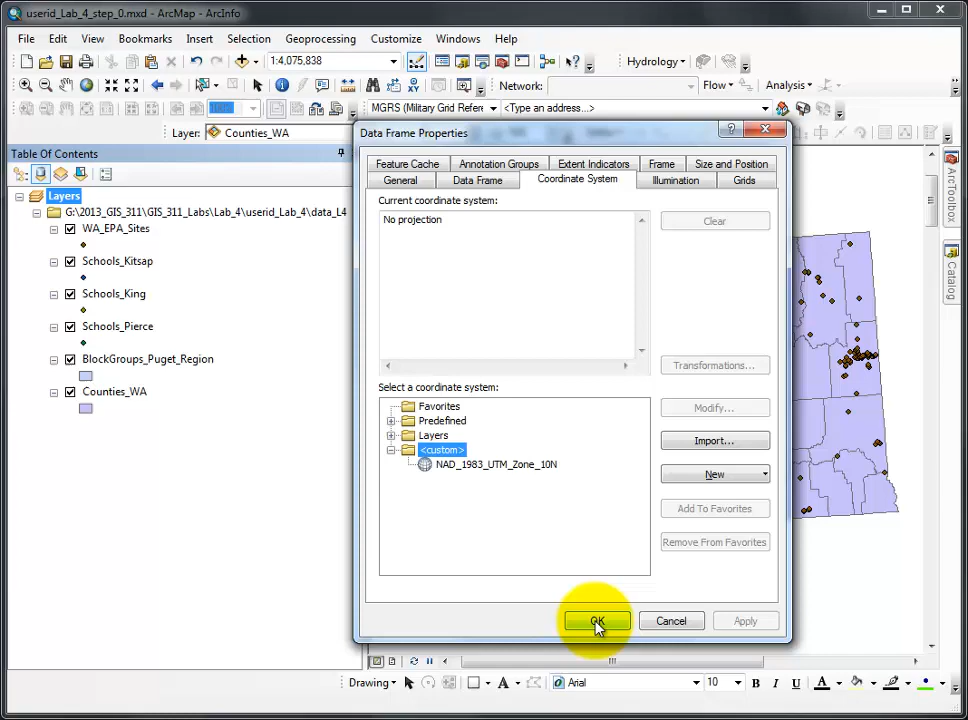 userid_Lab_4_step_0.mxd - ArcMap - ArcInfo
File Edit View Bookmarks Insert Selection Geoprocessing Customize Windows Help
1:4,075,838 Hydrology
Network: Flow Analysis
100% MGRS (Military Grid Refere <Type an address...>
Layer: Counties_WA
Table Of Contents
Layers
G:\2013_GIS_311\GIS_311_Labs\Lab_4\userid_Lab_4\data_L4
WA_EPA_Sites
Schools_Kitsap
Schools_King
Schools_Pierce
BlockGroups_Puget_Region
Counties_WA
Data Frame Properties
Feature Cache Annotation Groups Extent Indicators Frame Size and Position
General Data Frame Coordinate System Illumination Grids
Current coordinate system:
No projection
Clear
Transformations...
Select a coordinate system:
Favorites
Predefined
Layers
<custom>
NAD_1983_UTM_Zone_10N
Modify...
Import...
New
Add To Favorites
Remove From Favorites
OK Cancel Apply
ArcToolbox
Catalog
Drawing A Arial 10 B I U A